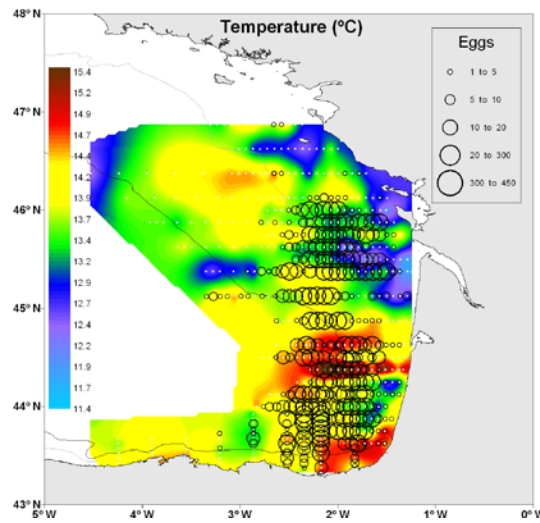 Temperature (ºC)
Eggs
1 to 5
5 to 10
10 to 20
20 to 300
300 to 450
48º N
47º N
46º N
45º N
44º N
43º N
15.4
15.2
14.9
14.7
14.4
14.2
13.9
13.7
13.4
13.2
12.9
12.7
12.4
12.2
13.9
13.7
11.4
5º W
4º W
3º W
2º W
1º W
0º W